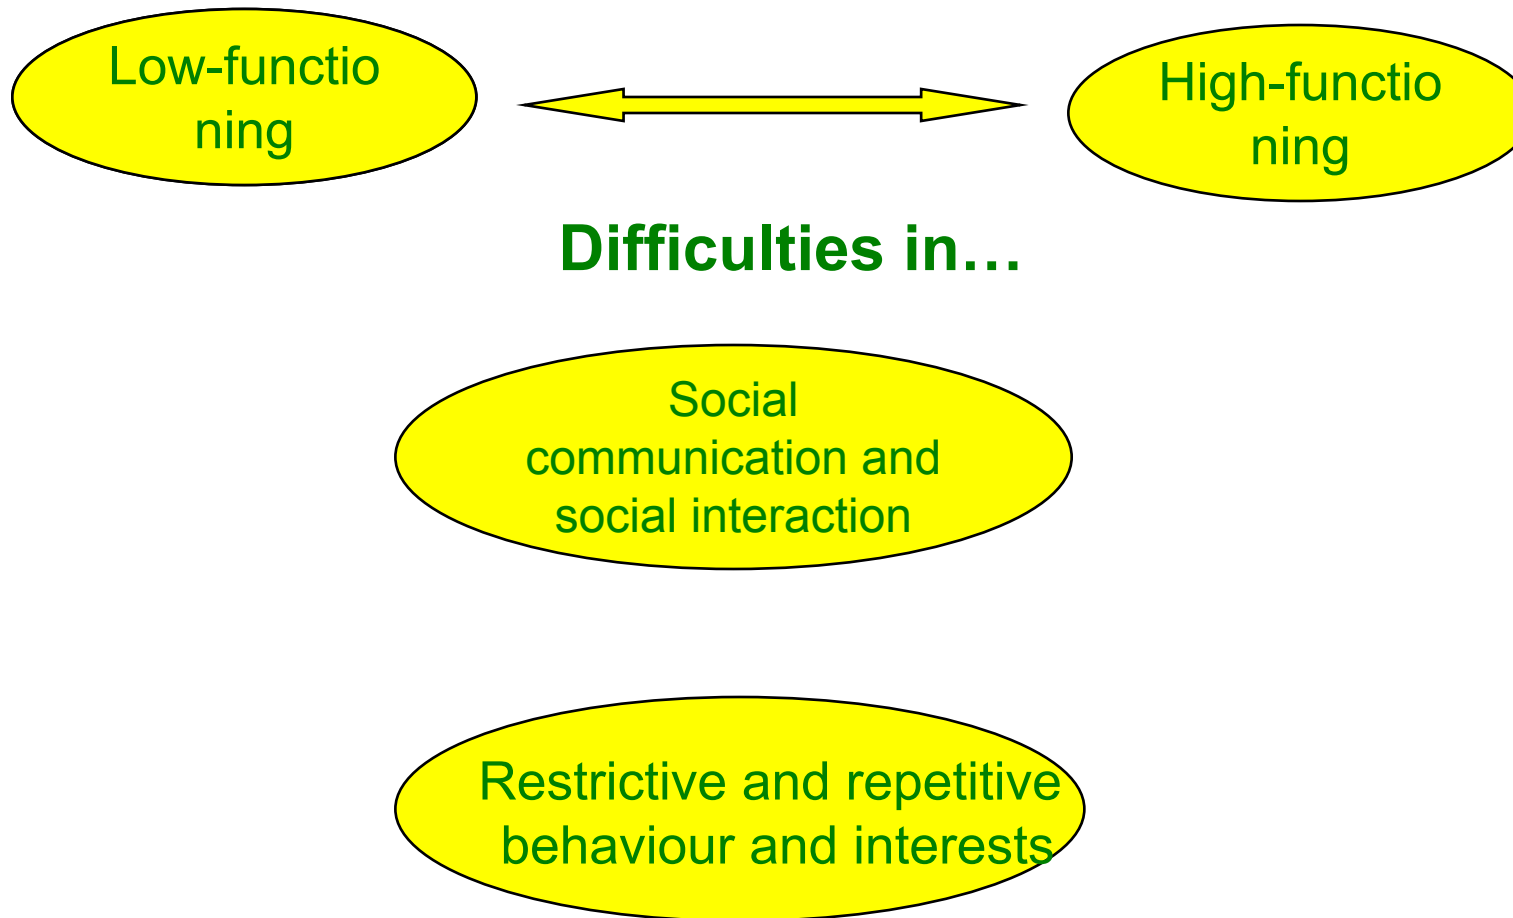 Low-functio
ning
High-functio
ning
Difficulties in…
Social
communication and
social interaction
Restrictive and repetitive
behaviour and interests